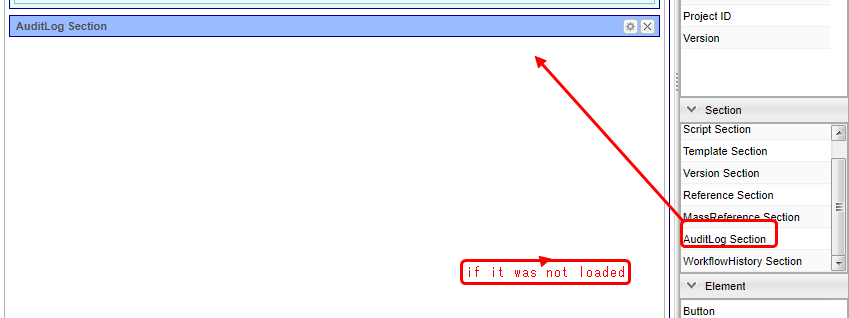 AuditLog Section
Project ID
Version
Section
Script Section
Template Section
Version Section
Reference Section
MassReference Section
AuditLog Section
WorkflowHistory Section
if it was not loaded
Element
Button